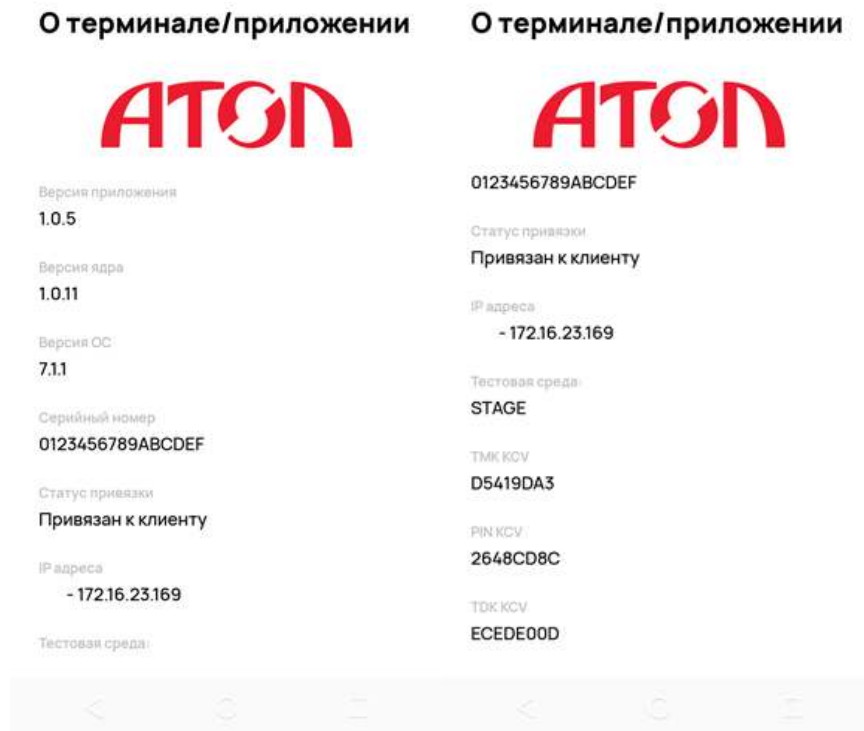 О терминале/приложении
АТОЛ
Версия приложения
1.0.5
Версия ядра
1.0.11
Версия ОС
7.1.1
Серийный номер
0123456789ABCDEF
Статус привязки
Привязан к клиенту
IP адреса
- 172.16.23.169
Тестовая среда:
О терминале/приложении
АТОЛ
0123456789ABCDEF
Статус привязки
Привязан к клиенту
IP адреса
- 172.16.23.169
Тестовая среда:
STAGE
TMK KCV
D5419DA3
PIN KCV
2648CD8C
TDK KCV
ECEDE00D